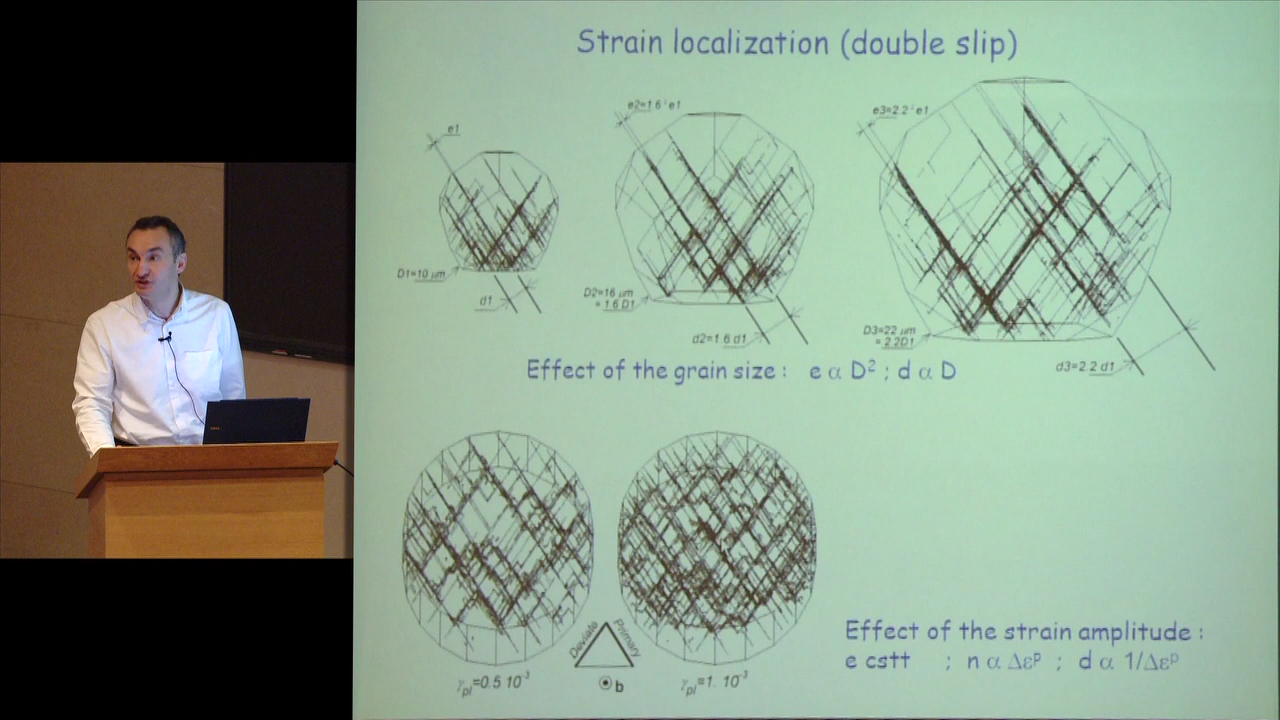 Strain localization (double slip)
e1
e2=1.6² e1
e3=2.2² e1
D1=10 µm
d1
D2=16 µm
= 1.6 D1
d2=1.6 d1
D3=22 µm
= 2.2D1
d3=2.2 d1
Effect of the grain size : e α D² ; d α D
Deviate
Primary
b
γpl=0.5 10⁻³
γpl=1. 10⁻³
Effect of the strain amplitude :
e cstt ; n α Δεᵖ ; d α 1/Δεᵖ
DELL